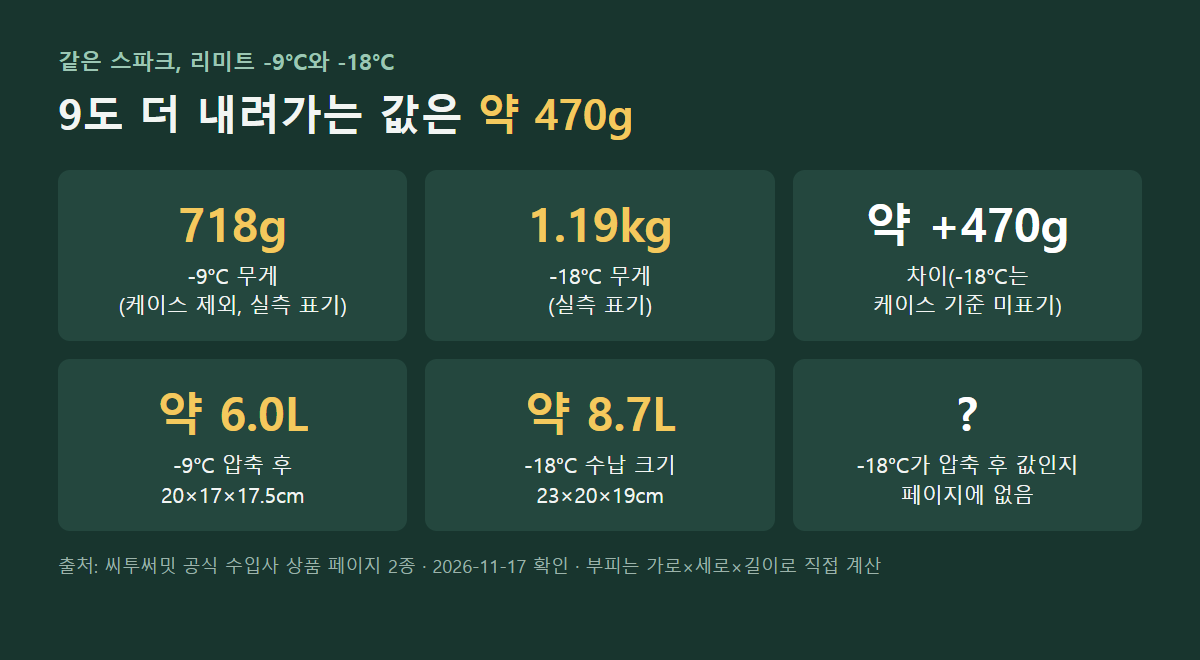 같은 스파크, 리미트 -9℃와 -18℃
9도 더 내려가는 값은 약 470g
718g
-9℃ 무게
(케이스 제외, 실측 표기)
1.19kg
-18℃ 무게
(실측 표기)
약 +470g
차이(-18℃는
케이스 기준 미표기)
약 6.0L
-9℃ 압축 후
20×17×17.5cm
약 8.7L
-18℃ 수납 크기
23×20×19cm
?
-18℃가 압축 후 값인지
페이지에 없음
출처: 씨투써밋 공식 수입사 상품 페이지 2종 · 2026-11-17 확인 · 부피는 가로×세로×길이로 직접 계산